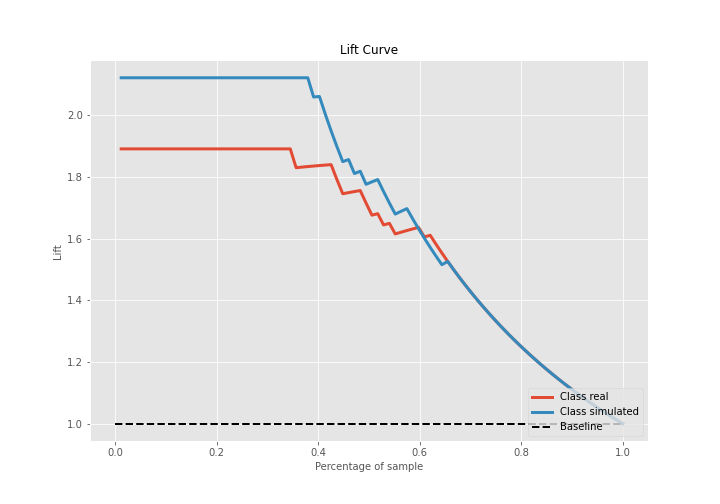 Lift Curve
Lift
2.0
1.8
1.6
1.4
1.2
1.0
0.0 0.2 0.4 0.6 0.8 1.0
Percentage of sample
Class real
Class simulated
Baseline